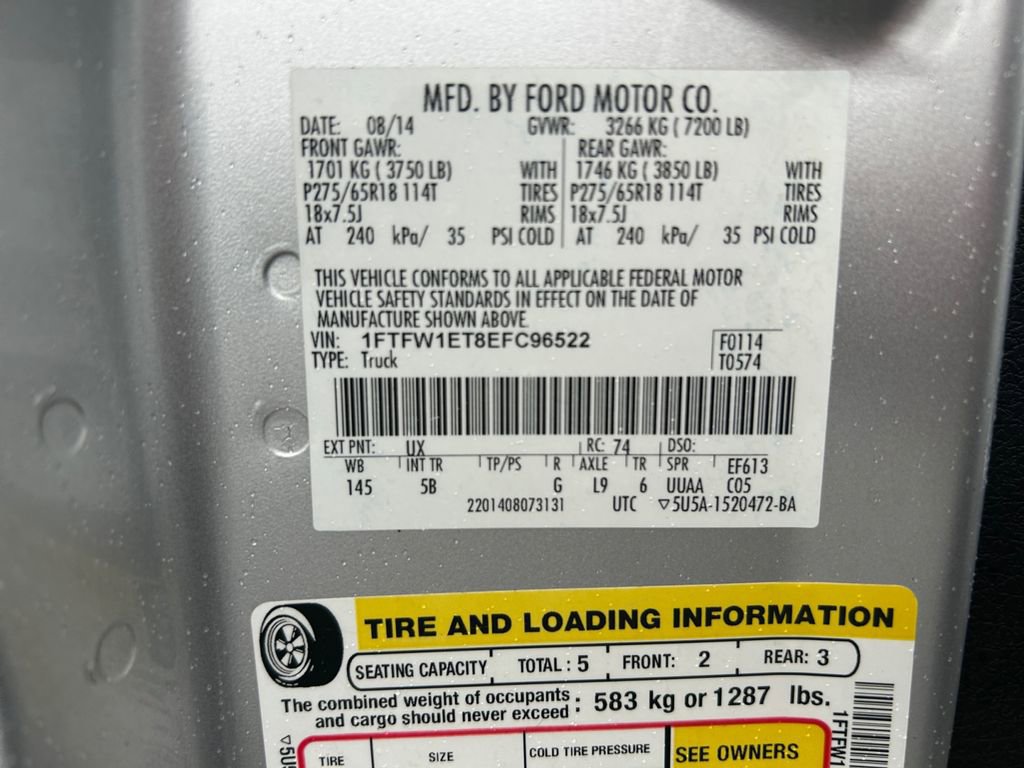 MFD. BY FORD MOTOR CO.
DATE: 08/14 GVWR: 3266 KG ( 7200 LB)
FRONT GAWR: REAR GAWR:
1701 KG ( 3750 LB) WITH 1746 KG ( 3850 LB) WITH
P275/65R18 114T TIRES P275/65R18 114T TIRES
18x7.5J RIMS 18x7.5J RIMS
AT 240 kPa/ 35 PSI COLD AT 240 kPa/ 35 PSI COLD
THIS VEHICLE CONFORMS TO ALL APPLICABLE FEDERAL MOTOR
VEHICLE SAFETY STANDARDS IN EFFECT ON THE DATE OF
MANUFACTURE SHOWN ABOVE.
VIN: 1FTFW1ET8EFC96522 F0114
TYPE: Truck T0574
EXT PNT: UX RC: 74 DSO:
WB INT TR TP/PS R AXLE TR SPR EF613
145 5B G L9 6 UUAA C05
2201408073131 UTC ▽5U5A-1520472-BA
TIRE AND LOADING INFORMATION
SEATING CAPACITY TOTAL : 5 FRONT: 2 REAR: 3
The combined weight of occupants
and cargo should never exceed : 583 kg or 1287 lbs.
TIRE SIZE COLD TIRE PRESSURE SEE OWNERS
▽5U5
1FTFW1